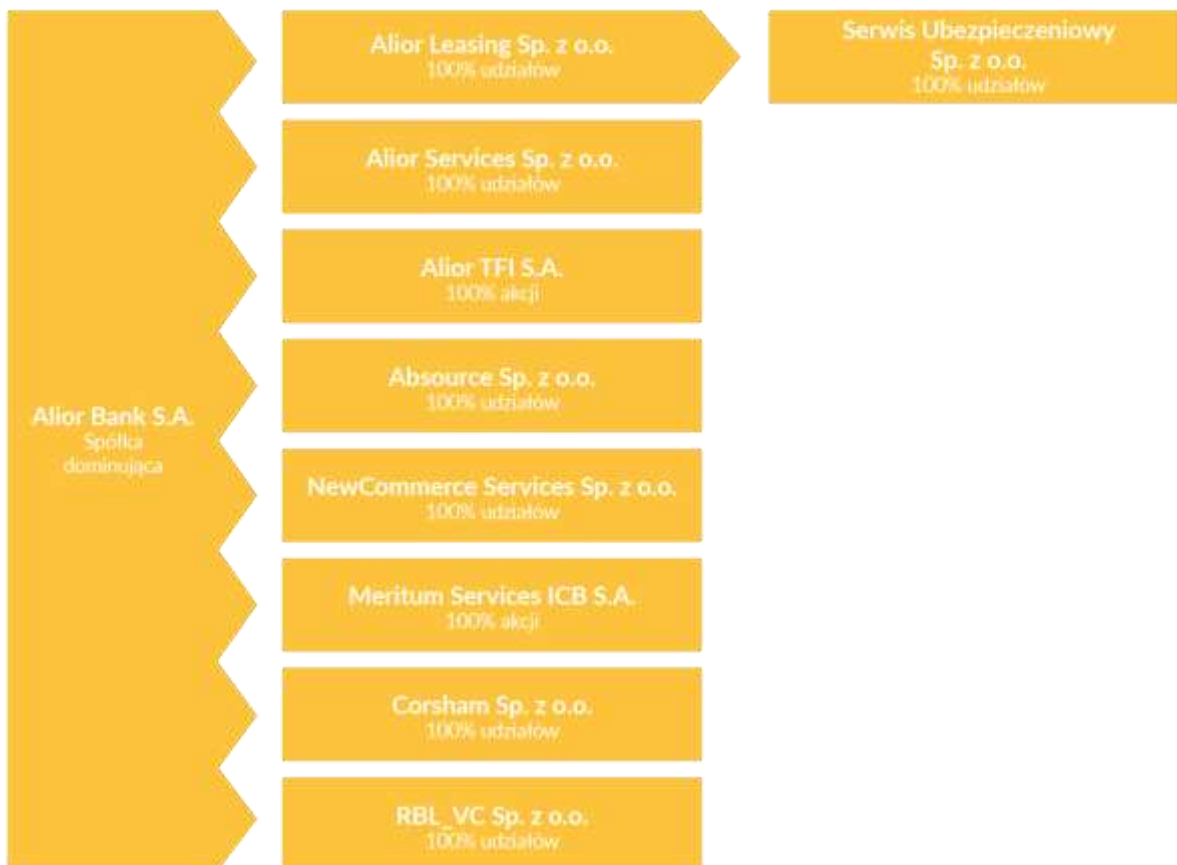 Alior Bank S.A.
Spółka
dominująca
Alior Leasing Sp. z o.o.
100% udziałów
Serwis Ubezpieczeniowy
Sp. z o.o.
100% udziałów
Alior Services Sp. z o.o.
100% udziałów
Alior TFI S.A.
100% akcji
Absource Sp. z o.o.
100% udziałów
NewCommerce Services Sp. z o.o.
100% udziałów
Meritum Services ICB S.A.
100% akcji
Corsham Sp. z o.o.
100% udziałów
RBL_VC Sp. z o.o.
100% udziałów